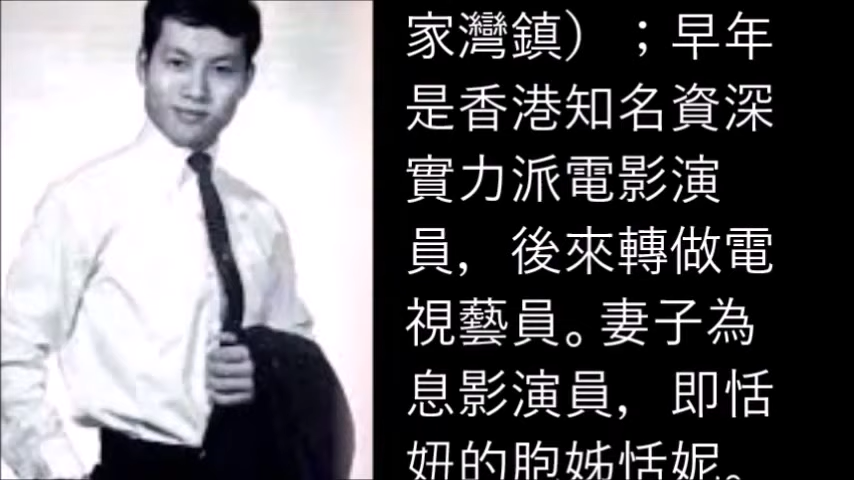 家灣鎮）；早年
是香港知名資深
實力派電影演
員，後來轉做電
視藝員。妻子為
息影演員，即恬
妞的胞姊恬妮。